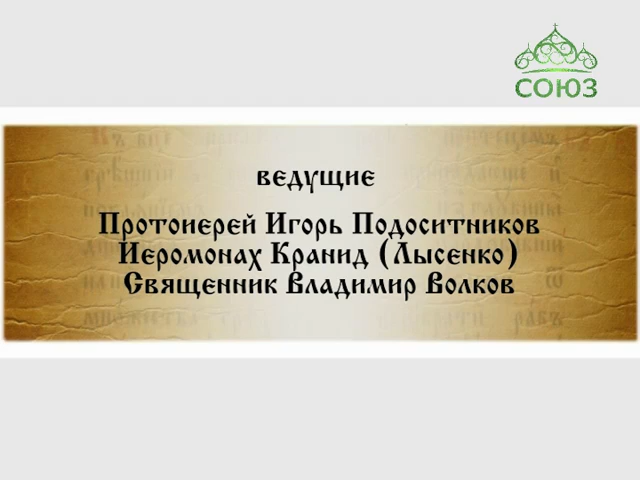 СОЮЗ
ведущие
Протоиерей Игорь Подоситников
Иеромонах Кранид (Лысенко)
Священник Владимир Волков